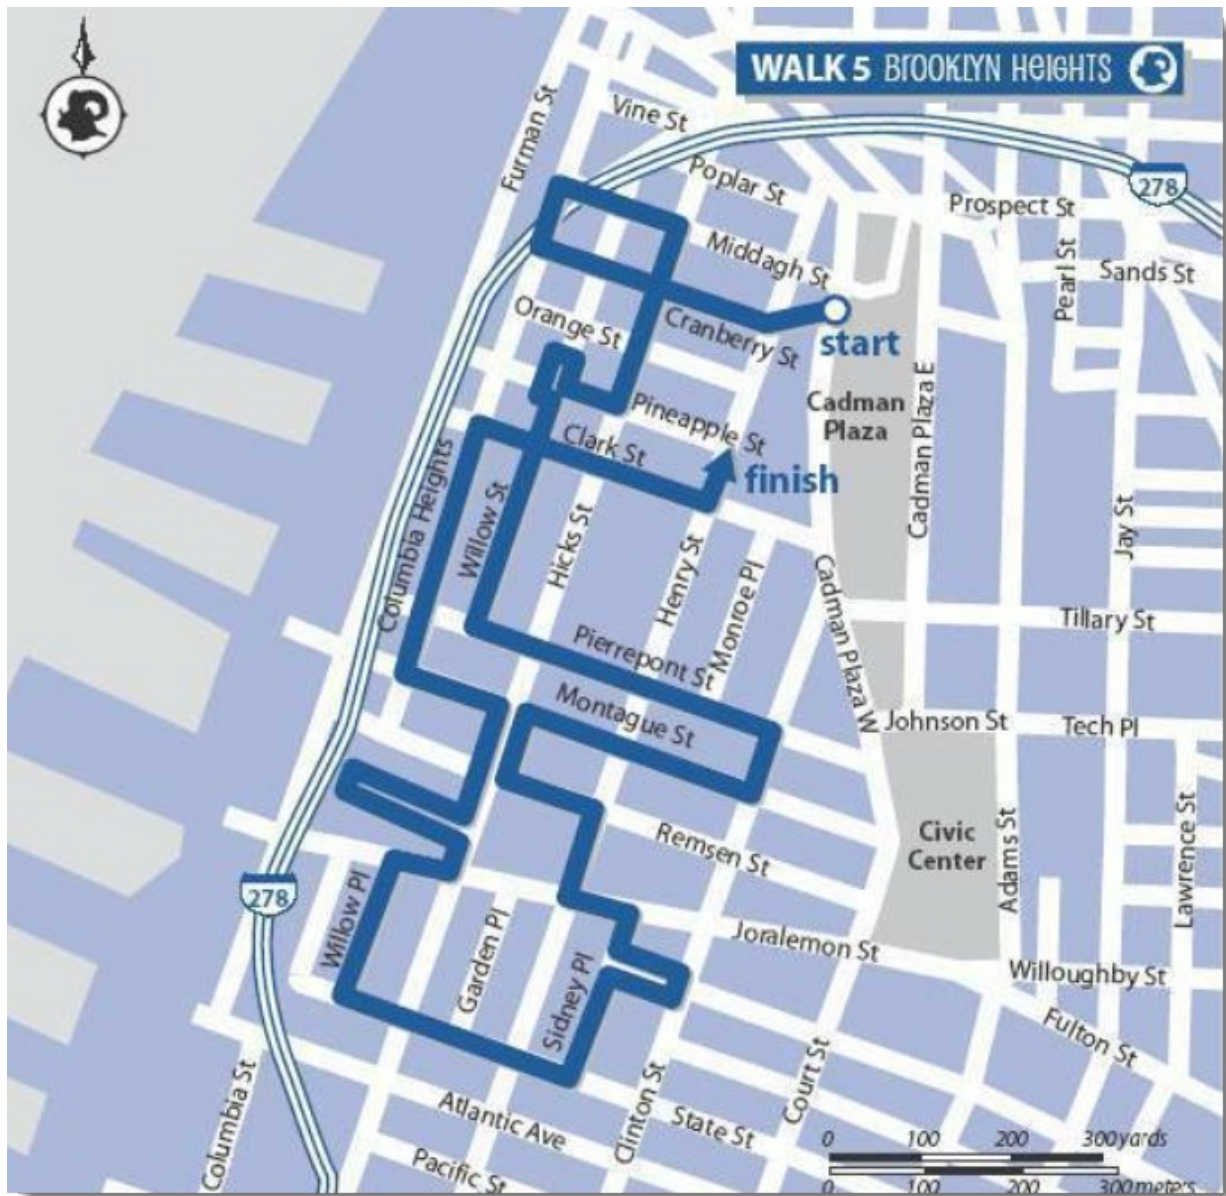 WALK 5 BROOKLYN HEIGHTS
Furman St
Vine St
Poplar St
278
Prospect St
Middagh St
Pearl St
Sands St
Orange St
Cranberry St
start
Cadman
Plaza
Cadman Plaza E
Pineapple St
Clark St
finish
Columbia Heights
Willow St
Hicks St
Henry St
Monroe Pl
Jay St
Cadman Plaza W
Tillary St
Pierrepont St
Montague St
Johnson St
Tech Pl
Remsen St
Civic
Center
Adams St
Lawrence St
278
Willow Pl
Garden Pl
Sidney Pl
Joralemon St
Willoughby St
Fulton St
Columbia St
Atlantic Ave
Clinton St
State St
Court St
Pacific St
0 100 200 300 yards
0 100 200 300 meters